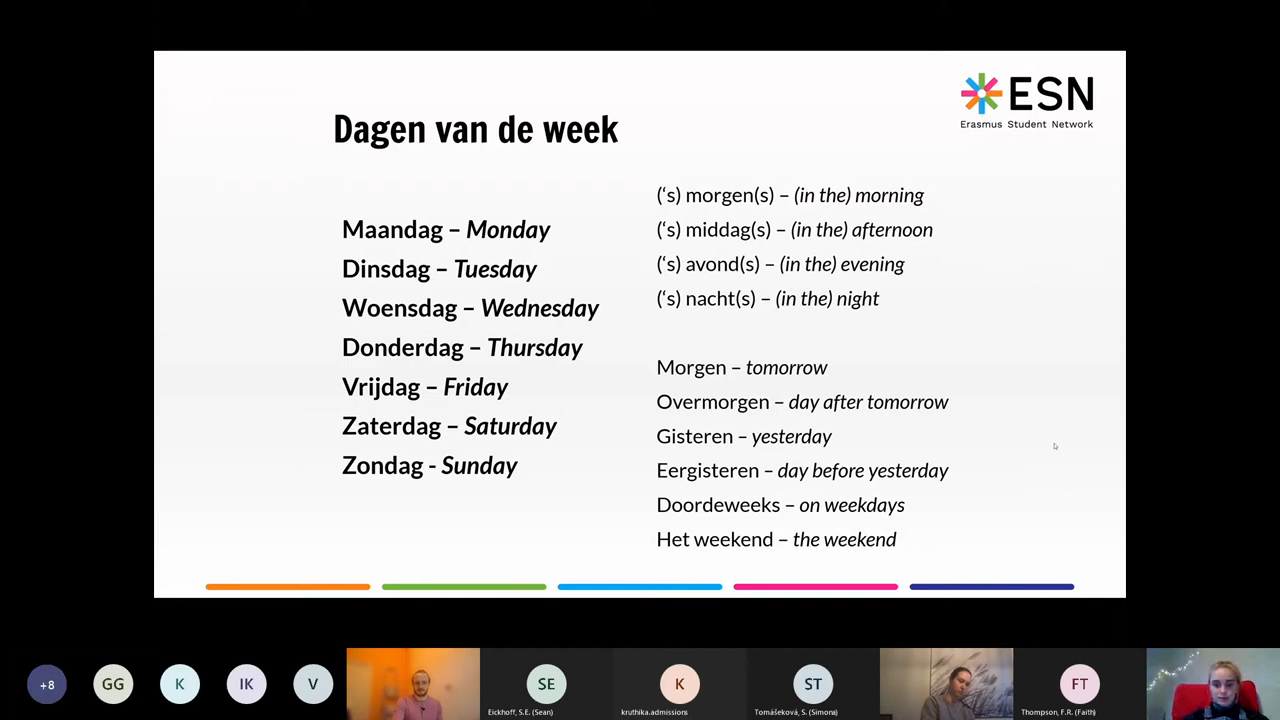 ESN
Erasmus Student Network
Dagen van de week
Maandag – Monday
Dinsdag – Tuesday
Woensdag – Wednesday
Donderdag – Thursday
Vrijdag – Friday
Zaterdag – Saturday
Zondag - Sunday
(‘s) morgen(s) – (in the) morning
(‘s) middag(s) – (in the) afternoon
(‘s) avond(s) – (in the) evening
(‘s) nacht(s) – (in the) night
Morgen – tomorrow
Overmorgen – day after tomorrow
Gisteren – yesterday
Eergisteren – day before yesterday
Doordeweeks – on weekdays
Het weekend – the weekend
+8
GG
K
IK
V
SE
Eickhoff, S.E. (Sean)
K
kruthika.admissions
ST
Tomášeková, S. (Simona)
FT
Thompson, F.R. (Faith)